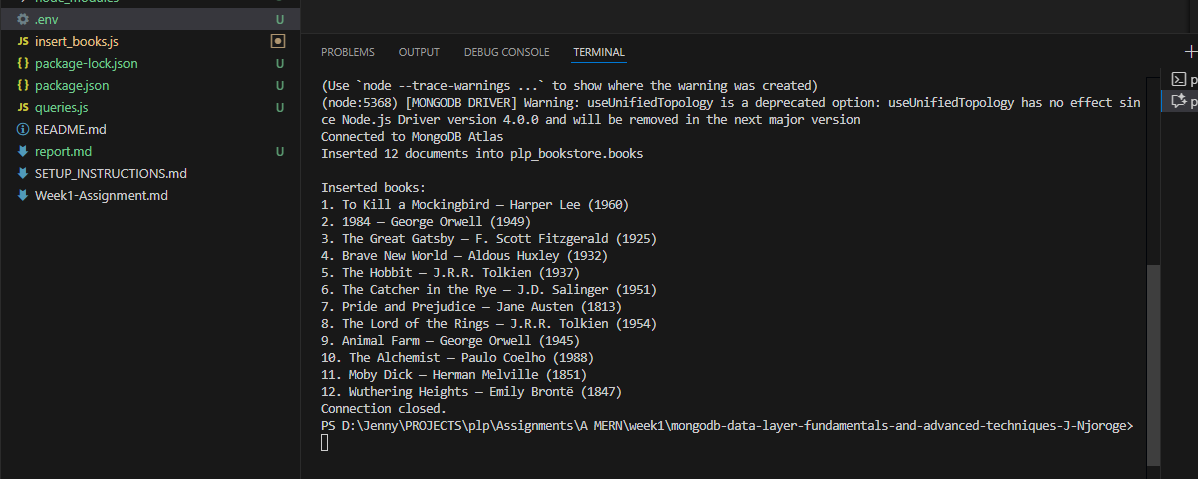 node_modules
.env U
JS insert_books.js
{} package-lock.json U
{} package.json U
JS queries.js U
README.md
report.md U
SETUP_INSTRUCTIONS.md
Week1-Assignment.md
PROBLEMS OUTPUT DEBUG CONSOLE TERMINAL
(Use `node --trace-warnings ...` to show where the warning was created)
(node:5368) [MONGODB DRIVER] Warning: useUnifiedTopology is a deprecated option: useUnifiedTopology has no effect sin
ce Node.js Driver version 4.0.0 and will be removed in the next major version
Connected to MongoDB Atlas
Inserted 12 documents into plp_bookstore.books
Inserted books:
1. To Kill a Mockingbird — Harper Lee (1960)
2. 1984 — George Orwell (1949)
3. The Great Gatsby — F. Scott Fitzgerald (1925)
4. Brave New World — Aldous Huxley (1932)
5. The Hobbit — J.R.R. Tolkien (1937)
6. The Catcher in the Rye — J.D. Salinger (1951)
7. Pride and Prejudice — Jane Austen (1813)
8. The Lord of the Rings — J.R.R. Tolkien (1954)
9. Animal Farm — George Orwell (1945)
10. The Alchemist — Paulo Coelho (1988)
11. Moby Dick — Herman Melville (1851)
12. Wuthering Heights — Emily Brontë (1847)
Connection closed.
PS D:\Jenny\PROJECTS\plp\Assignments\A MERN\week1\mongodb-data-layer-fundamentals-and-advanced-techniques-J-Njoroge>
p
p